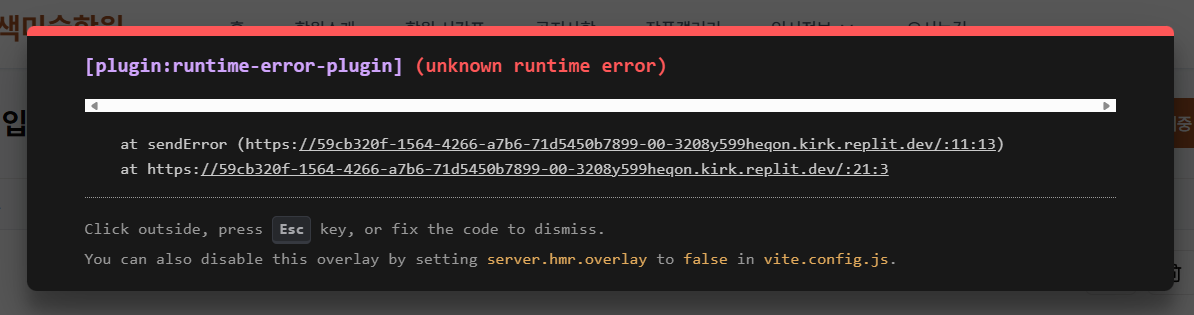 [plugin:runtime-error-plugin] (unknown runtime error)
at sendError (https://59cb320f-1564-4266-a7b6-71d5450b7899-00-3208y599heqon.kirk.replit.dev/:11:13)
at https://59cb320f-1564-4266-a7b6-71d5450b7899-00-3208y599heqon.kirk.replit.dev/:21:3
Click outside, press Esc key, or fix the code to dismiss.
You can also disable this overlay by setting server.hmr.overlay to false in vite.config.js.
입